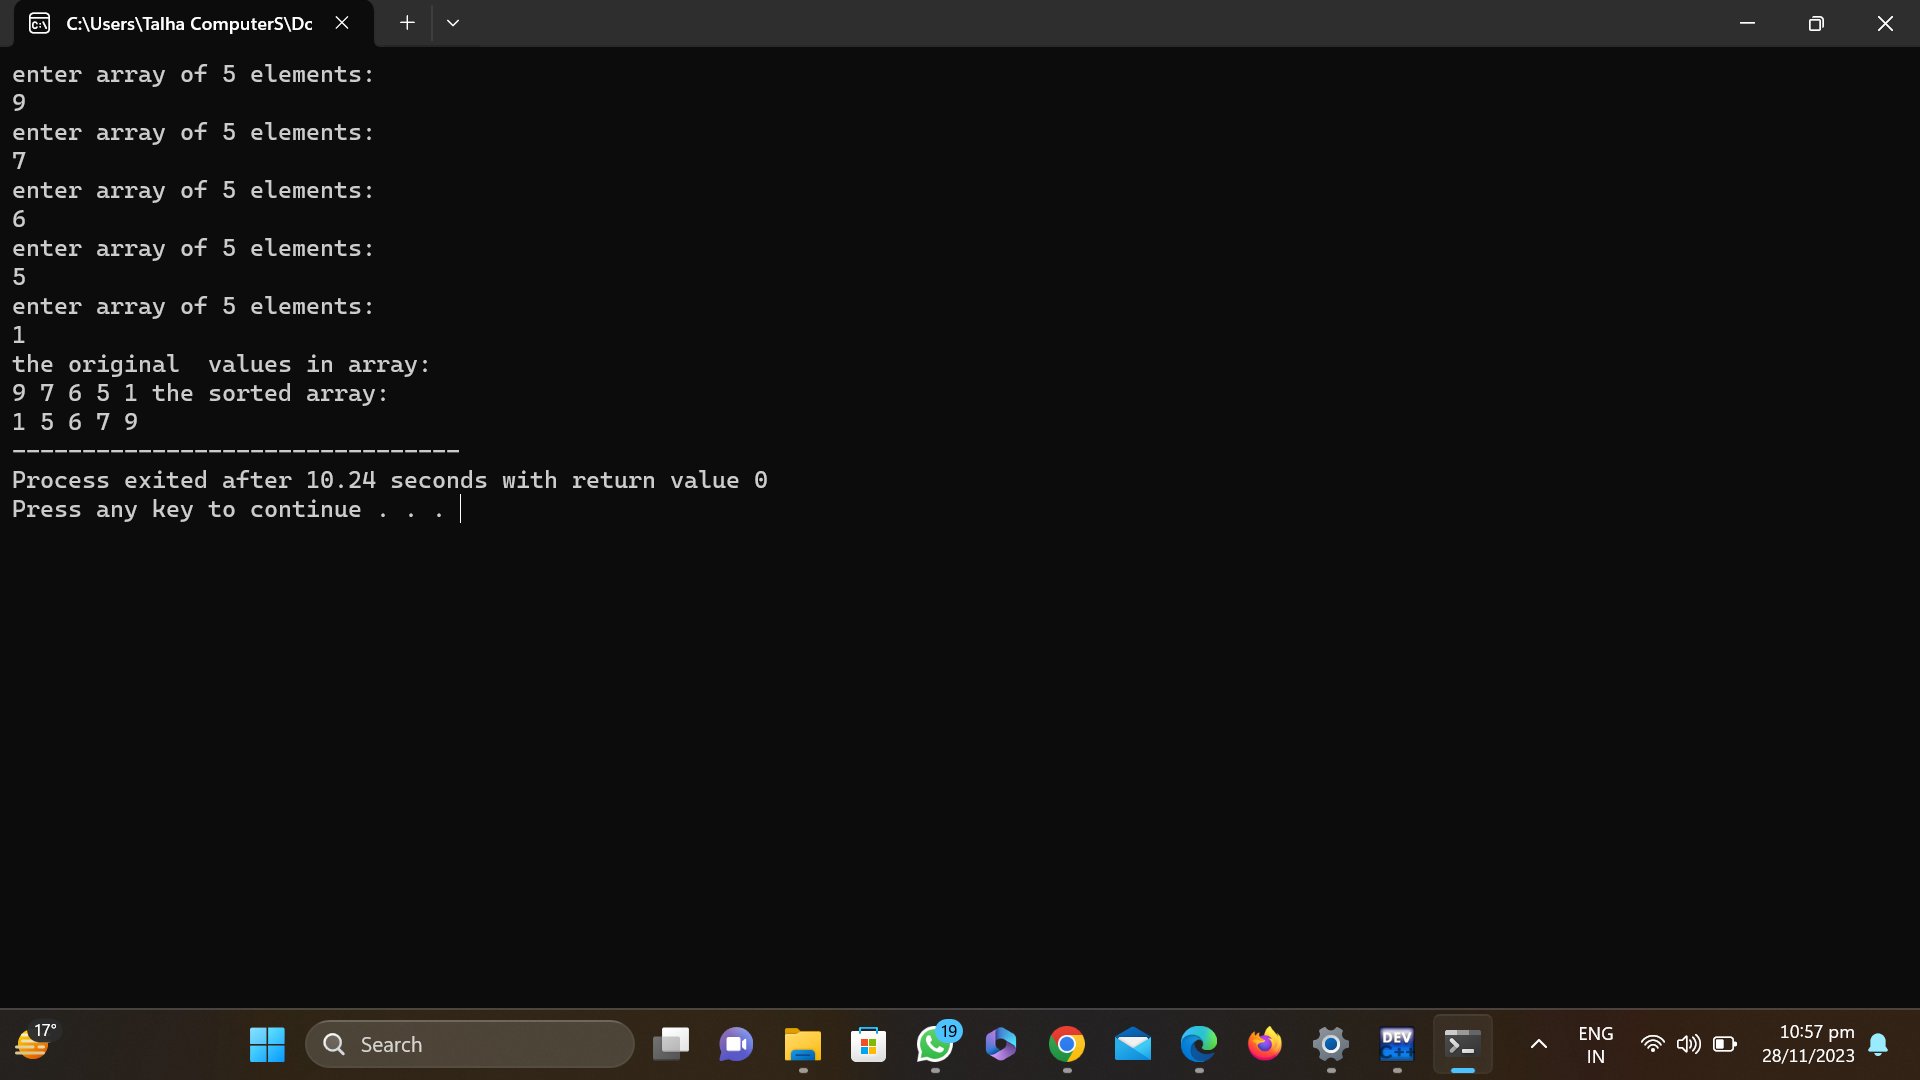 C:\Users\Talha ComputerS\Dc
enter array of 5 elements:
9
enter array of 5 elements:
7
enter array of 5 elements:
6
enter array of 5 elements:
5
enter array of 5 elements:
1
the original  values in array:
9 7 6 5 1 the sorted array:
1 5 6 7 9
--------------------------------
Process exited after 10.24 seconds with return value 0
Press any key to continue . . .
17°
Search
19
DEV
C++
ENG
IN
10:57 pm
28/11/2023